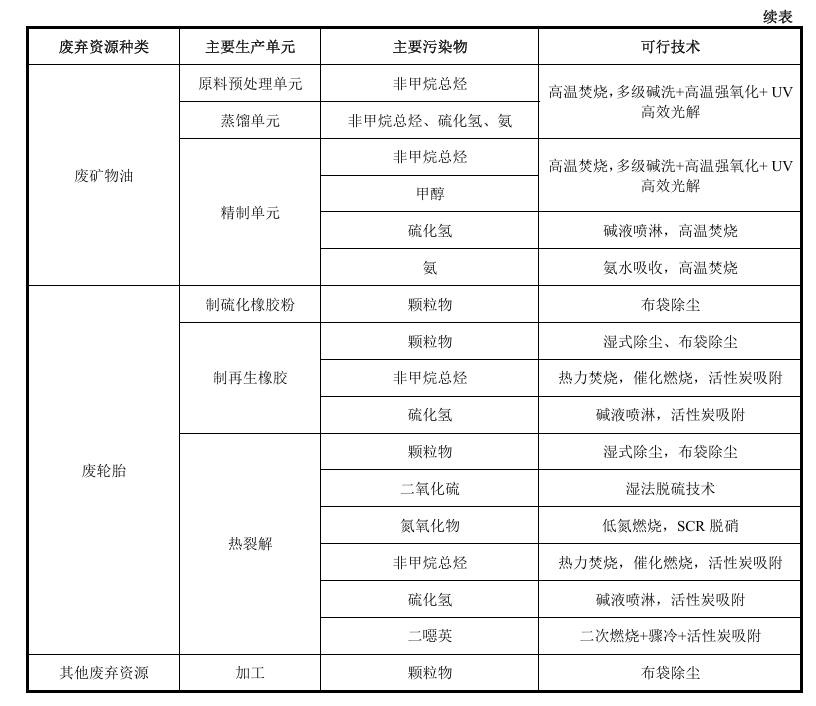 续表
废弃资源种类 主要生产单元 主要污染物 可行技术
废矿物油 原料预处理单元 非甲烷总烃 高温焚烧，多级碱洗+高温强氧化+ UV
高效光解
蒸馏单元 非甲烷总烃、硫化氢、氨
精制单元 非甲烷总烃 高温焚烧，多级碱洗+高温强氧化+ UV
高效光解
甲醇
硫化氢 碱液喷淋，高温焚烧
氨 氨水吸收，高温焚烧
废轮胎 制硫化橡胶粉 颗粒物 布袋除尘
制再生橡胶 颗粒物 湿式除尘、布袋除尘
非甲烷总烃 热力焚烧，催化燃烧，活性炭吸附
硫化氢 碱液喷淋，活性炭吸附
热裂解 颗粒物 湿式除尘，布袋除尘
二氧化硫 湿法脱硫技术
氮氧化物 低氮燃烧，SCR 脱硝
非甲烷总烃 热力焚烧，催化燃烧，活性炭吸附
硫化氢 碱液喷淋，活性炭吸附
二噁英 二次燃烧+骤冷+活性炭吸附
其他废弃资源 加工 颗粒物 布袋除尘